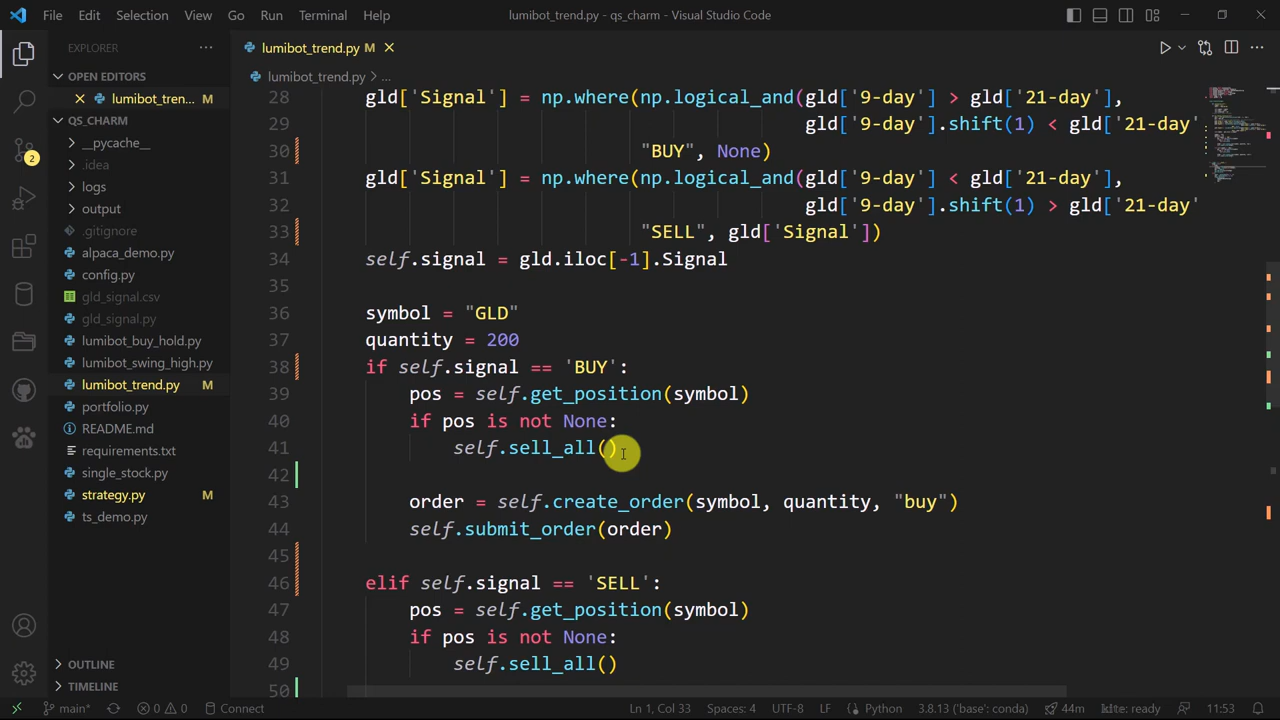 File Edit Selection View Go Run Terminal Help
lumibot_trend.py - qs_charm - Visual Studio Code
EXPLORER
OPEN EDITORS
lumibot_tren... M
QS_CHARM
__pycache__
.idea
logs
output
.gitignore
alpaca_demo.py
config.py
gld_signal.csv
gld_signal.py
lumibot_buy_hold.py
lumibot_swing_high.py
lumibot_trend.py M
portfolio.py
README.md
requirements.txt
single_stock.py
strategy.py M
ts_demo.py
OUTLINE
TIMELINE
2
lumibot_trend.py M
lumibot_trend.py > ...
28 gld['Signal'] = np.where(np.logical_and(gld['9-day'] > gld['21-day'],
29 gld['9-day'].shift(1) < gld['21-day'
30 "BUY", None)
31 gld['Signal'] = np.where(np.logical_and(gld['9-day'] < gld['21-day'],
32 gld['9-day'].shift(1) > gld['21-day'
33 "SELL", gld['Signal'])
34 self.signal = gld.iloc[-1].Signal
35
36 symbol = "GLD"
37 quantity = 200
38 if self.signal == 'BUY':
39 pos = self.get_position(symbol)
40 if pos is not None:
41 self.sell_all()
42
43 order = self.create_order(symbol, quantity, "buy")
44 self.submit_order(order)
45
46 elif self.signal == 'SELL':
47 pos = self.get_position(symbol)
48 if pos is not None:
49 self.sell_all()
50
main* 0 0 Connect Ln 1, Col 33 Spaces: 4 UTF-8 LF Python 3.8.13 ('base': conda) 44m kite: ready 11:53